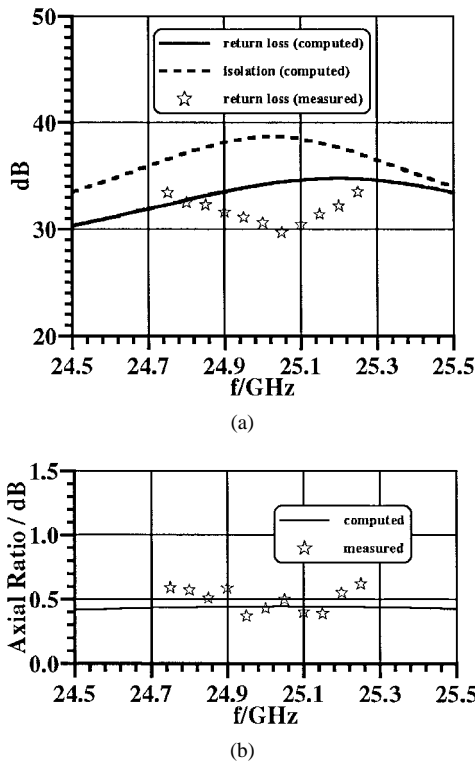 return loss (computed)
isolation (computed)
return loss (measured)
50
40
30
20
dB
24.5 24.7 24.9 25.1 25.3 25.5
f/GHz
(a)
1.5
1.0
0.5
0.0
Axial Ratio / dB
computed
measured
24.5 24.7 24.9 25.1 25.3 25.5
f/GHz
(b)